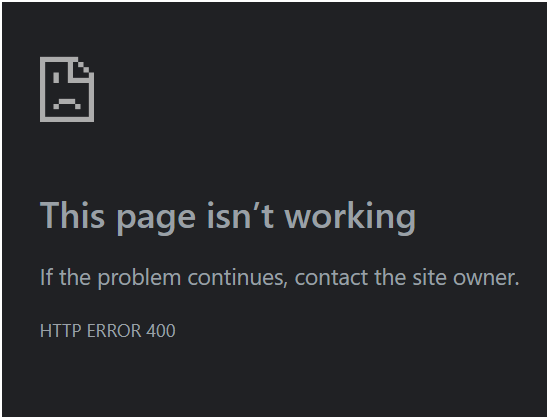 This page isn’t working
If the problem continues, contact the site owner.
HTTP ERROR 400